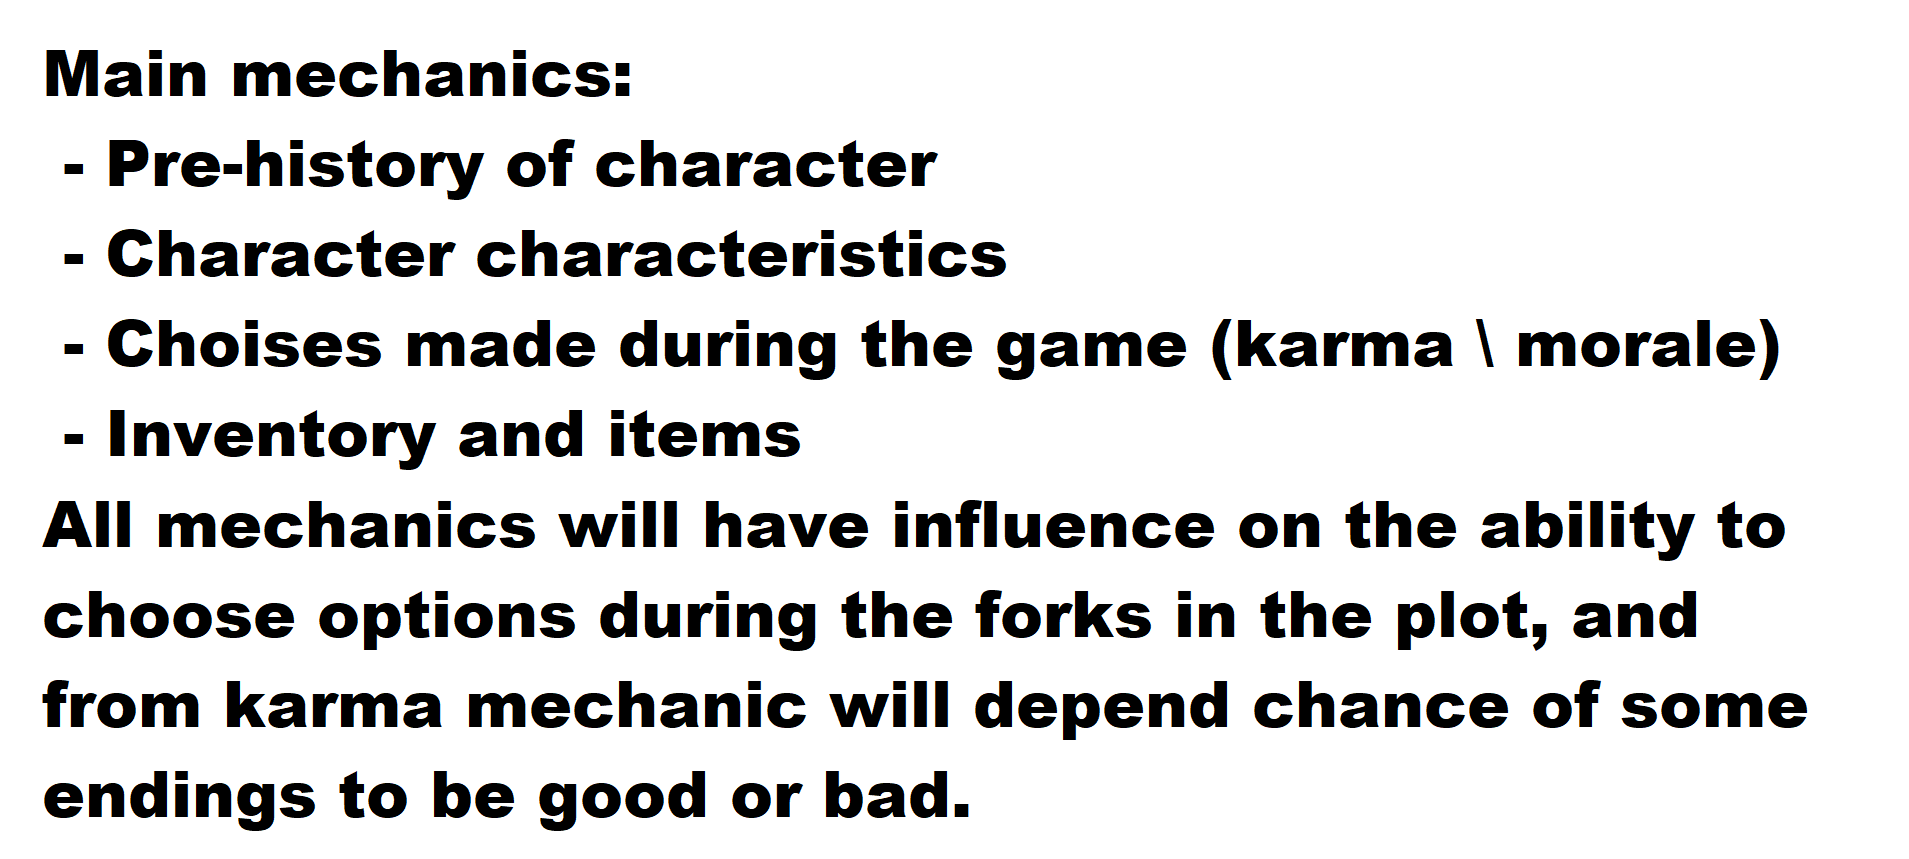 Main mechanics:
- Pre-history of character
- Character characteristics
- Choises made during the game (karma \ morale)
- Inventory and items
All mechanics will have influence on the ability to
choose options during the forks in the plot, and
from karma mechanic will depend chance of some
endings to be good or bad.